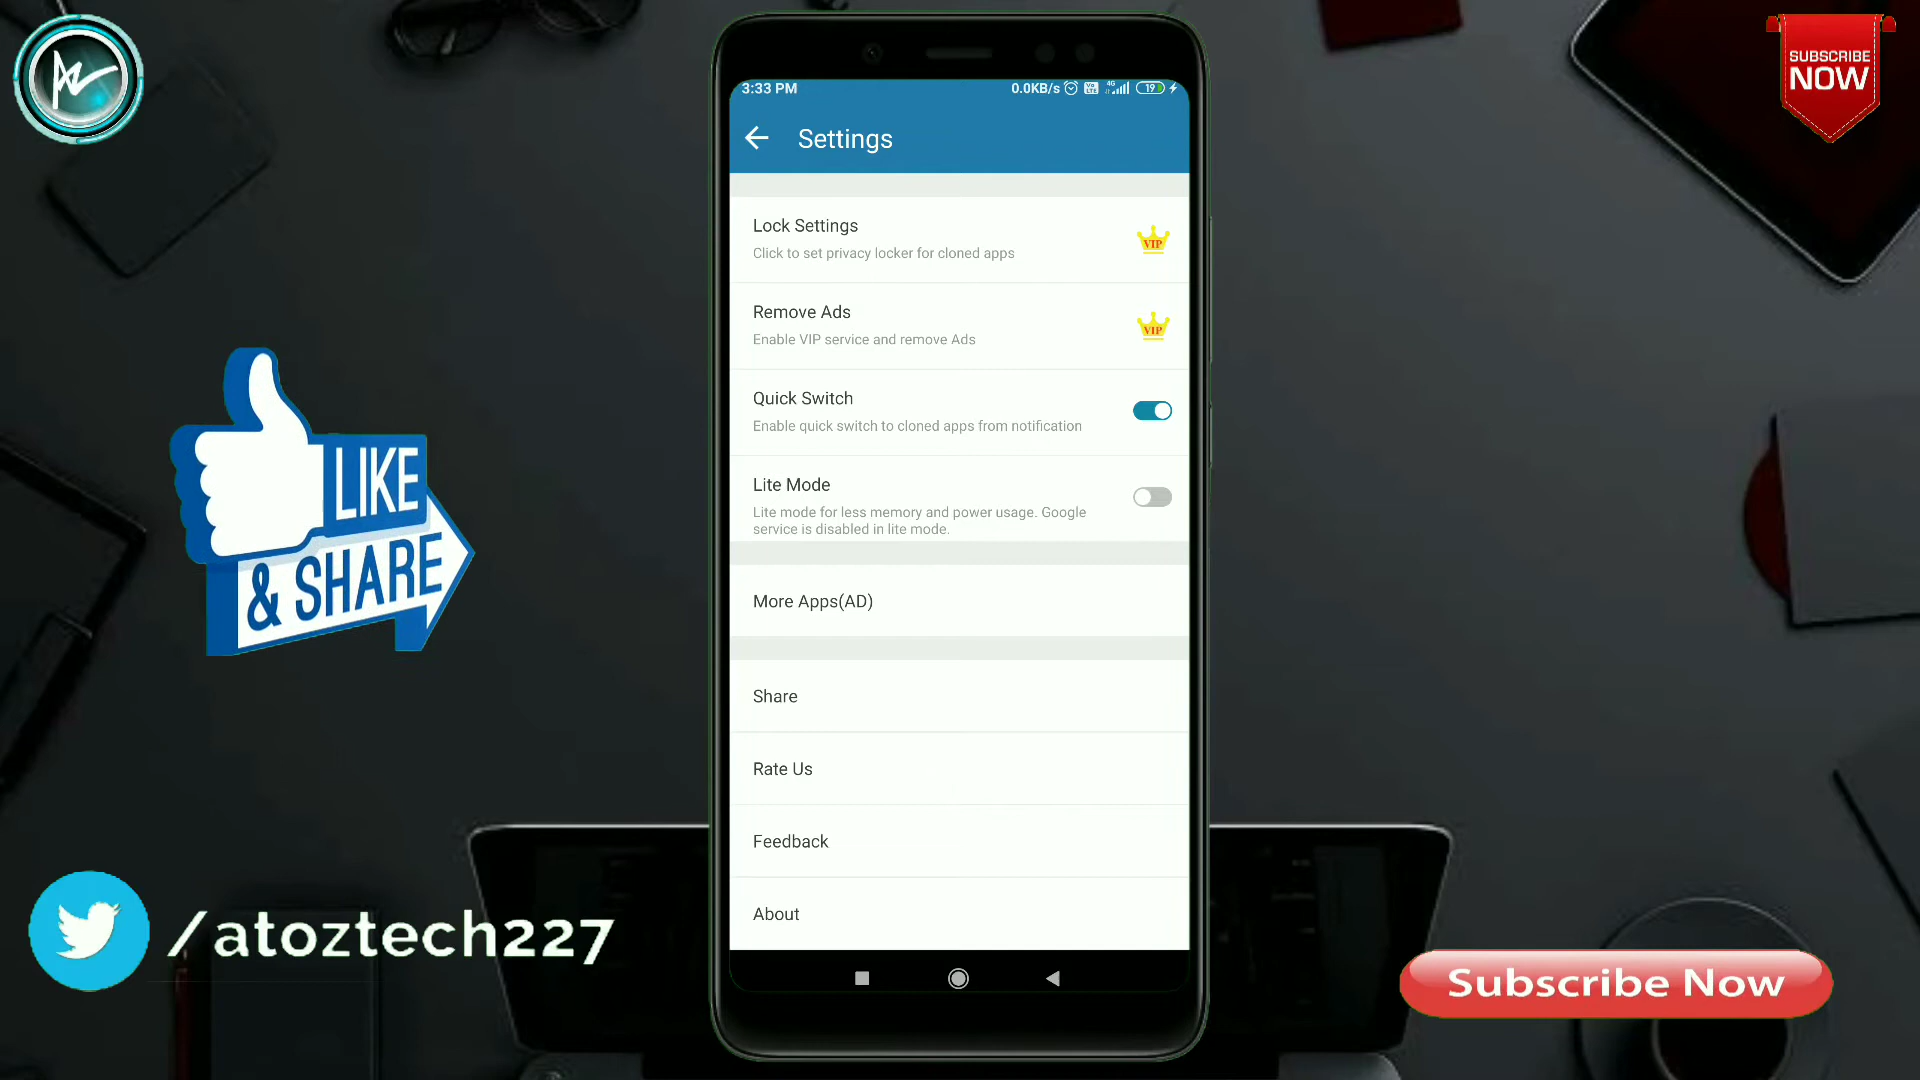 SUBSCRIBE
NOW
3:33 PM
0.0KB/s
4G
19
Settings
Lock Settings
VIP
Click to set privacy locker for cloned apps
Remove Ads
VIP
Enable VIP service and remove Ads
Quick Switch
Enable quick switch to cloned apps from notification
Lite Mode
Lite mode for less memory and power usage. Google
service is disabled in lite mode.
More Apps(AD)
Share
Rate Us
Feedback
About
LIKE
& SHARE
/atoztech227
Subscribe Now